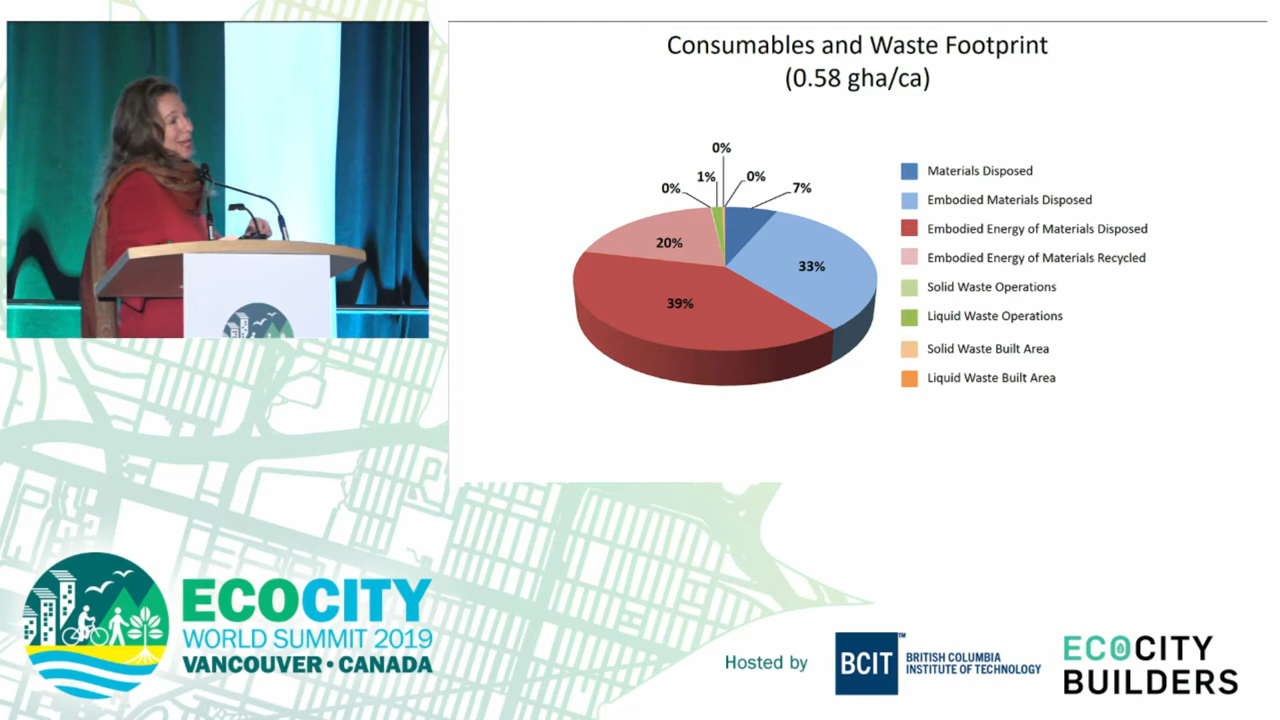 Consumables and Waste Footprint
(0.58 gha/ca)
0%
1%
0%
0%
7%
20%
33%
39%
Materials Disposed
Embodied Materials Disposed
Embodied Energy of Materials Disposed
Embodied Energy of Materials Recycled
Solid Waste Operations
Liquid Waste Operations
Solid Waste Built Area
Liquid Waste Built Area
ECOCITY
WORLD SUMMIT 2019
VANCOUVER • CANADA
Hosted by
BCIT™
BRITISH COLUMBIA
INSTITUTE OF TECHNOLOGY
ECOCITY
BUILDERS